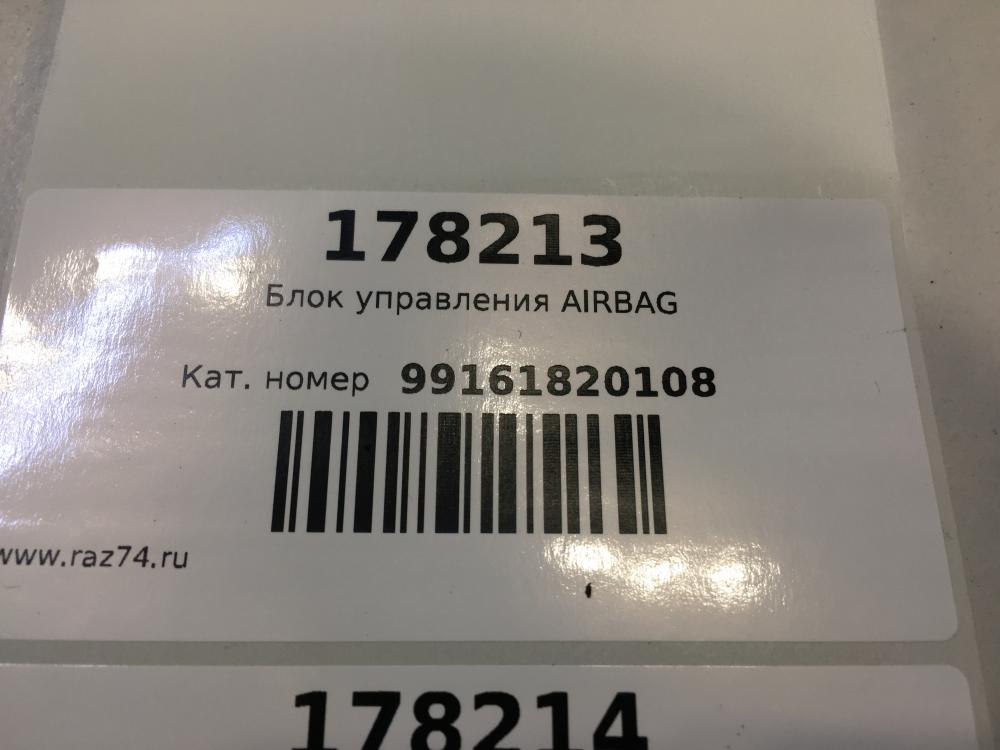 178213
Блок управления AIRBAG
Кат. номер 99161820108
www.raz74.ru
178214